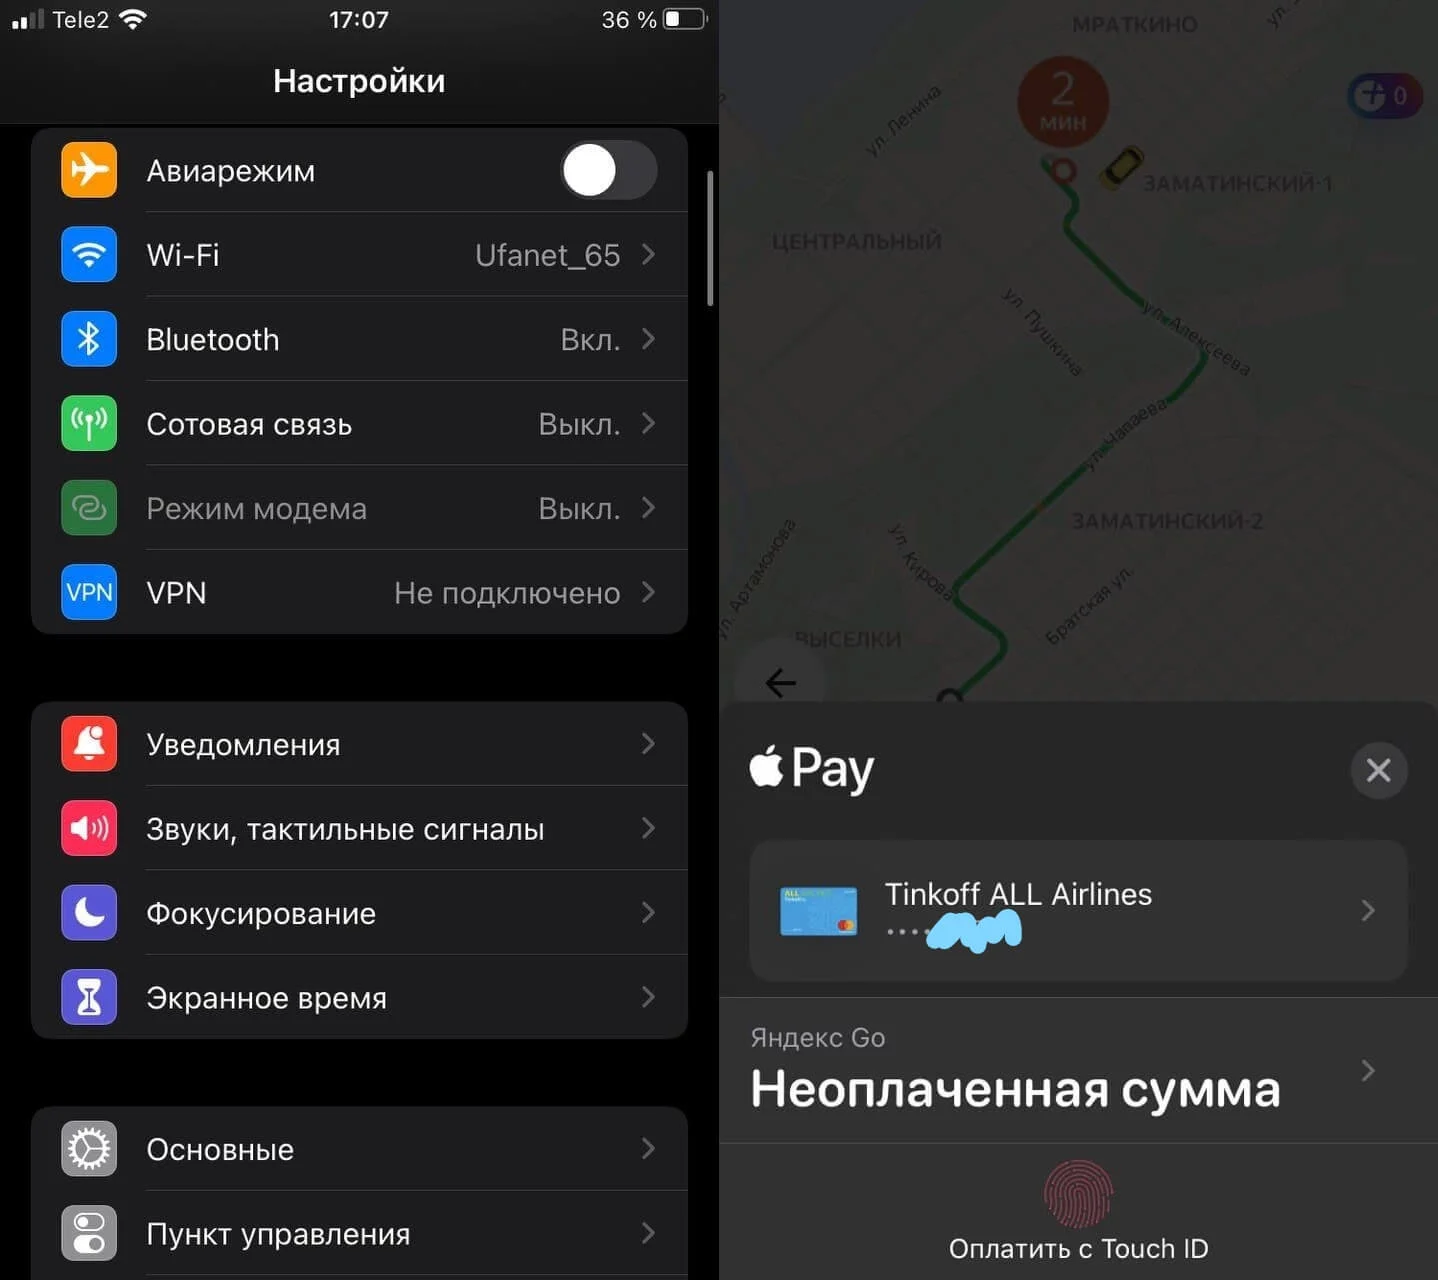 Tele2
17:07
36 %
Настройки
Авиарежим
Wi-Fi
Ufanet_65
Bluetooth
Вкл.
Сотовая связь
Выкл.
Режим модема
Выкл.
VPN
VPN
Не подключено
Уведомления
Звуки, тактильные сигналы
Фокусирование
Экранное время
Основные
Пункт управления
МРАТКИНО
ул.
2
мин
0
ул. Ленина
ЗАМАТИНСКИЙ-1
ЦЕНТРАЛЬНЫЙ
ул. Пушкина
ул. Алексеева
ул. Чапаева
ЗАМАТИНСКИЙ-2
ул. Кирова
ул. Артамонова
Братская ул.
ВЫСЕЛКИ
Pay
ALL
Tinkoff ALL Airlines
••••
Яндекс Go
Неоплаченная сумма
Оплатить с Touch ID